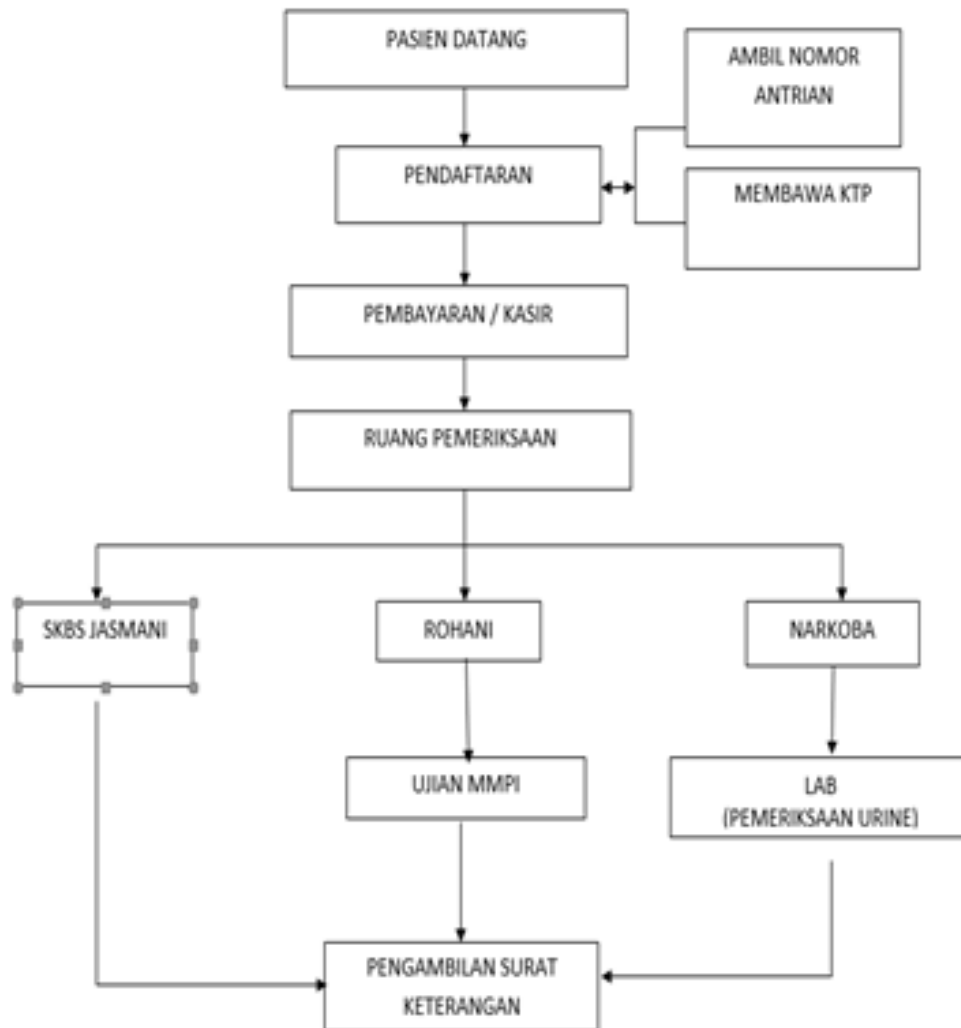 PASIEN DATANG
AMBIL NOMOR
ANTRIAN
PENDAFTARAN
MEMBAWA KTP
PEMBAYARAN / KASIR
RUANG PEMERIKSAAN
SKBS JASMANI
ROHANI
NARKOBA
UJIAN MMPI
LAB
(PEMERIKSAAN URINE)
PENGAMBILAN SURAT
KETERANGAN